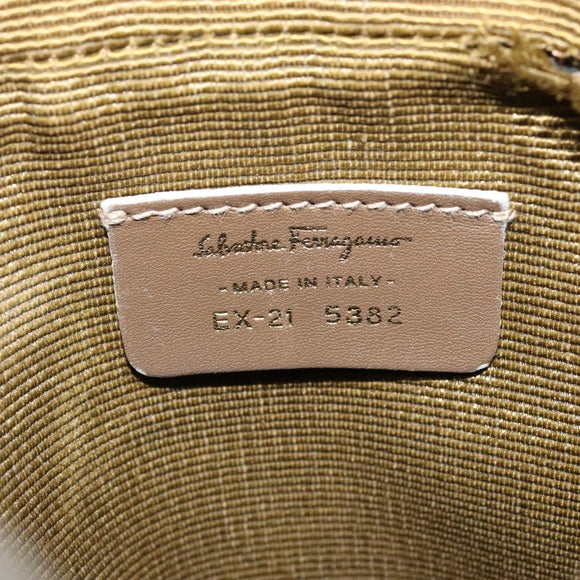 Salvatore Ferragamo
- MADE IN ITALY -
EX-21 5382